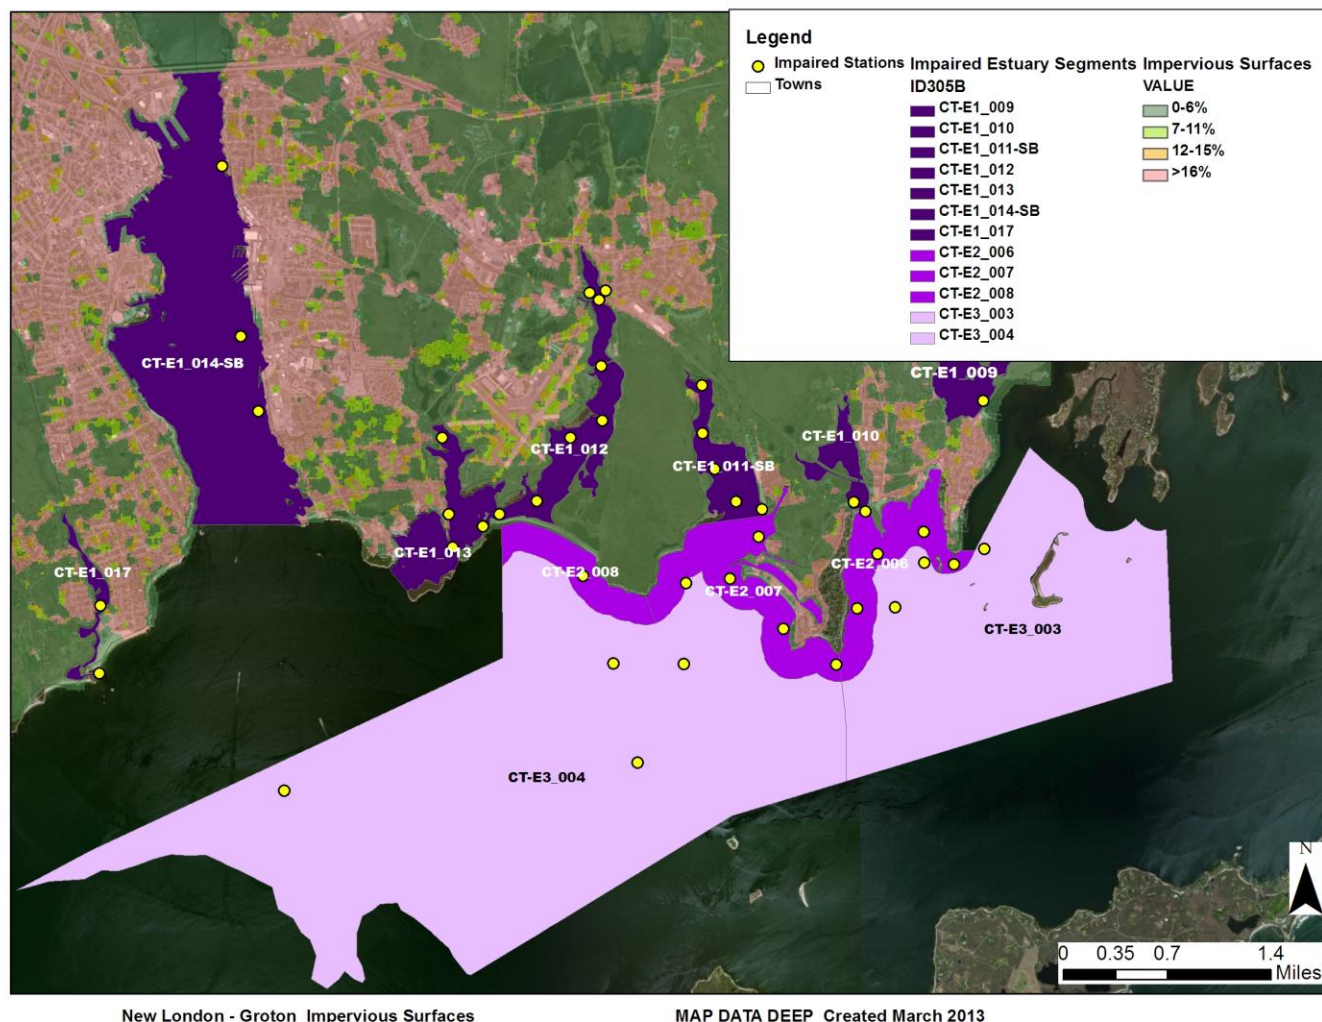 Legend
Impaired Stations
Towns
Impaired Estuary Segments
ID305B
CT-E1_009
CT-E1_010
CT-E1_011-SB
CT-E1_012
CT-E1_013
CT-E1_014-SB
CT-E1_017
CT-E2_006
CT-E2_007
CT-E2_008
CT-E3_003
CT-E3_004
Impervious Surfaces
VALUE
0-6%
7-11%
12-15%
>16%
CT-E1_014-SB
CT-E1_009
CT-E1_010
CT-E1_012
CT-E1_011-SB
CT-E1_013
CT-E1_017
CT-E2_008
CT-E2_007
CT-E2_006
CT-E3_003
CT-E3_004
N
0 0.35 0.7 1.4
Miles
New London - Groton Impervious Surfaces
MAP DATA DEEP Created March 2013